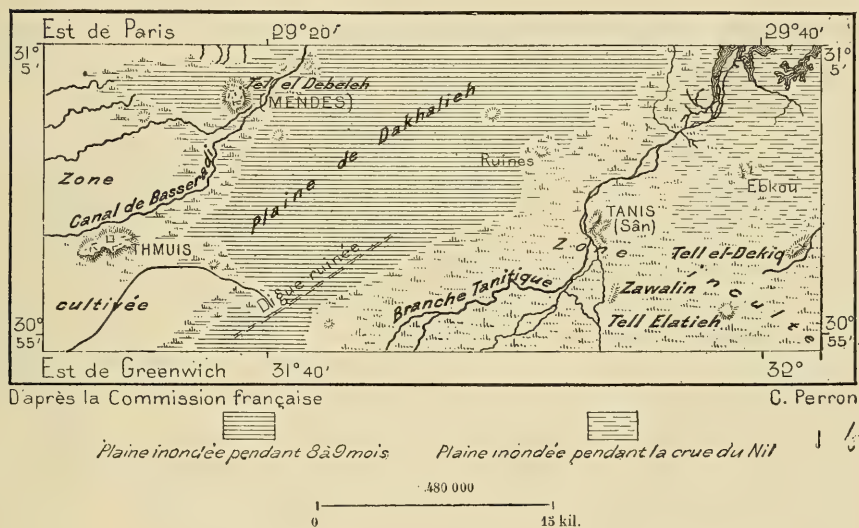 Est de Paris 29° 20' 29° 40'
31° 5'
31° 5'
Tell el Debeleh
(MENDES)
Plaine de Dakhalieh
Ruines
Ebkou
Zone
Canal de Basseradi
TANIS
(Sân)
THMUIS
Zone
Tell el-Dekiq
inculte
Digue ruinée
Branche Tanitique
Zawalin
cultivée
Tell Elatieh
30° 55'
30° 55'
Est de Greenwich 31° 40' 32°
D'après la Commission française C. Perron
Plaine inondée pendant 8 à 9 mois Plaine inondée pendant la crue du Nil
480 000
0 15 kil.